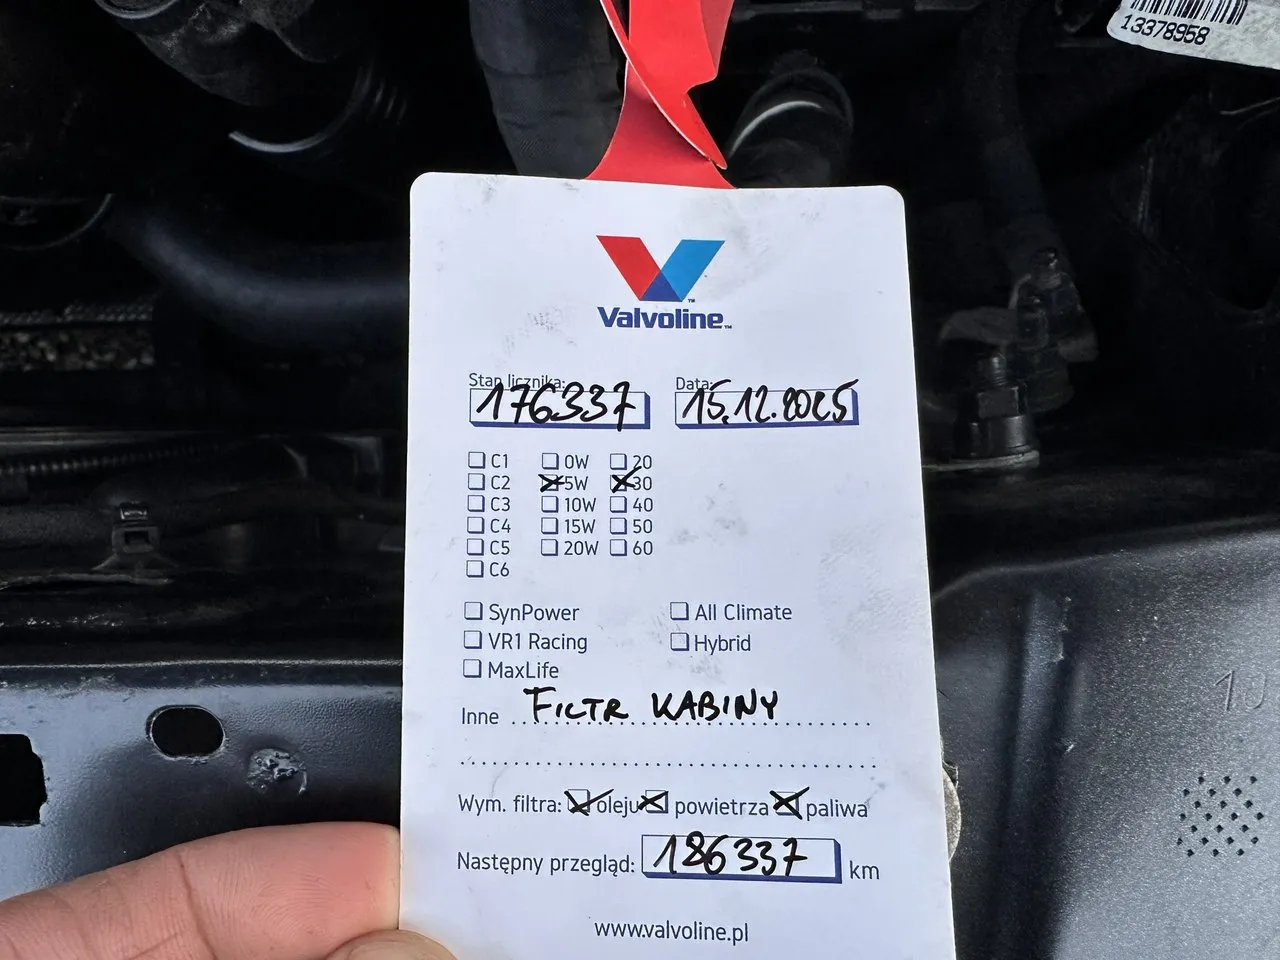 13378958
Valvoline™
Stan licznika: Data:
176337 15.12.2025
C1 0W 20
C2 5W 30
C3 10W 40
C4 15W 50
C5 20W 60
C6
SynPower All Climate
VR1 Racing Hybrid
MaxLife
Inne FILTR KABINY
Wym. filtra: oleju powietrza paliwa
Następny przegląd: 186337 km
www.valvoline.pl